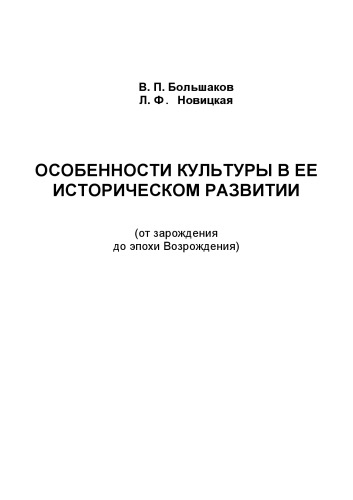 В. П. Большаков
Л. Ф. Новицкая
ОСОБЕННОСТИ КУЛЬТУРЫ В ЕЕ
ИСТОРИЧЕСКОМ РАЗВИТИИ
(от зарождения
до эпохи Возрождения)